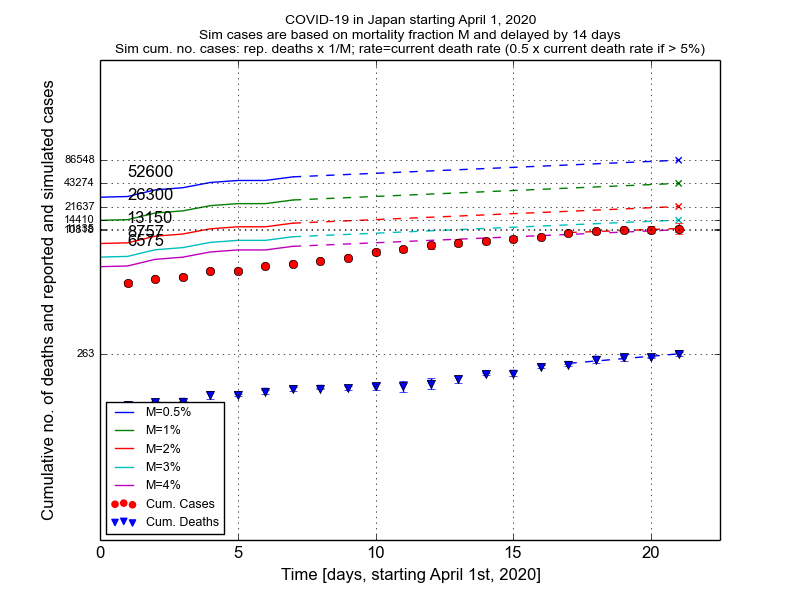 COVID-19 in Japan starting April 1, 2020
Sim cases are based on mortality fraction M and delayed by 14 days
Sim cum. no. cases: rep. deaths x 1/M; rate=current death rate (0.5 x current death rate if > 5%)
Cumulative no. of deaths and reported and simulated cases
86548
43274
21637
14410
263
52600
26300
13150
8757
6575
M=0.5%
M=1%
M=2%
M=3%
M=4%
Cum. Cases
Cum. Deaths
0 5 10 15 20
Time [days, starting April 1st, 2020]